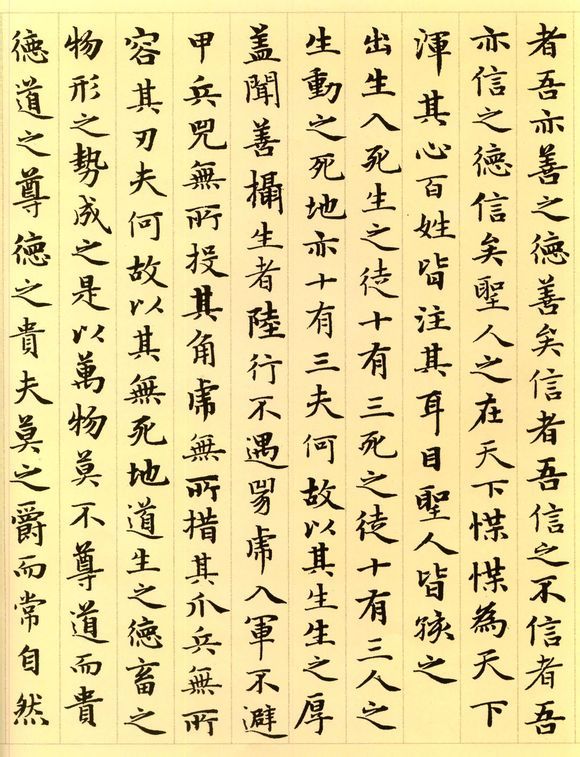 者吾亦善之德善矣信者吾信之不信者吾
亦信之德信矣聖人之在天下惵惵為天下
渾其心百姓皆注其耳目聖人皆孩之
出生入死生之徒十有三死之徒十有三人之
生動之死地亦十有三夫何故以其生生之厚
蓋聞善攝生者陸行不遇兕虎入軍不避
甲兵兕無所投其角虎無所措其爪兵無所
容其刃夫何故以其無死地道生之德畜之
物形之勢成之是以萬物莫不尊道而貴
德道之尊德之貴夫莫之爵而常自然